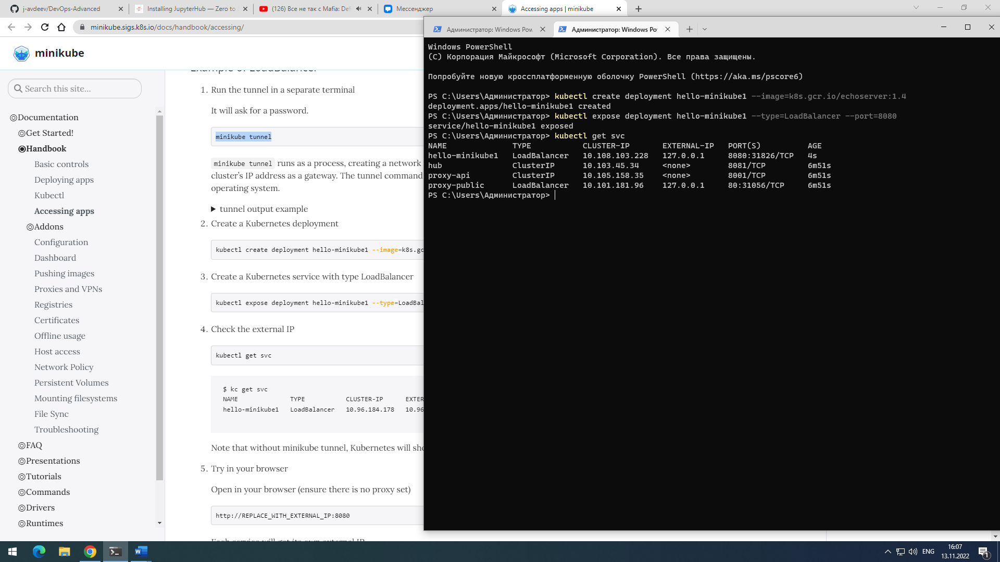 j-avdeev/DevOps-Advanced
Installing JupyterHub — Zero to
(126) Все не так с Mafia: Def
Мессенджер
Accessing apps | minikube
minikube.sigs.k8s.io/docs/handbook/accessing/
minikube
Search this site...
Documentation
Get Started!
Handbook
Basic controls
Deploying apps
Kubectl
Accessing apps
Addons
Configuration
Dashboard
Pushing images
Proxies and VPNs
Registries
Certificates
Offline usage
Host access
Network Policy
Persistent Volumes
Mounting filesystems
File Sync
Troubleshooting
FAQ
Presentations
Tutorials
Commands
Drivers
Runtimes
Example of LoadBalancer
1. Run the tunnel in a separate terminal
It will ask for a password.
minikube tunnel
minikube tunnel runs as a process, creating a network
cluster’s IP address as a gateway. The tunnel command
operating system.
tunnel output example
2. Create a Kubernetes deployment
kubectl create deployment hello-minikube1 --image=k8s.gc
3. Create a Kubernetes service with type LoadBalancer
kubectl expose deployment hello-minikube1 --type=LoadBal
4. Check the external IP
kubectl get svc
$ kc get svc
NAME TYPE CLUSTER-IP EXTER
hello-minikube1 LoadBalancer 10.96.184.178 10.96
Note that without minikube tunnel, Kubernetes will sho
5. Try in your browser
Open in your browser (ensure there is no proxy set)
http://REPLACE_WITH_EXTERNAL_IP:8080
Each service will get its own external IP.
Администратор: Windows Pow
Администратор: Windows Po
Windows PowerShell
(C) Корпорация Майкрософт (Microsoft Corporation). Все права защищены.
Попробуйте новую кроссплатформенную оболочку PowerShell (https://aka.ms/pscore6)
PS C:\Users\Администратор> kubectl create deployment hello-minikube1 --image=k8s.gcr.io/echoserver:1.4
deployment.apps/hello-minikube1 created
PS C:\Users\Администратор> kubectl expose deployment hello-minikube1 --type=LoadBalancer --port=8080
service/hello-minikube1 exposed
PS C:\Users\Администратор> kubectl get svc
NAME TYPE CLUSTER-IP EXTERNAL-IP PORT(S) AGE
hello-minikube1 LoadBalancer 10.108.103.228 127.0.0.1 8080:31826/TCP 4s
hub ClusterIP 10.103.45.34 <none> 8081/TCP 6m51s
proxy-api ClusterIP 10.105.158.35 <none> 8001/TCP 6m51s
proxy-public LoadBalancer 10.101.181.96 127.0.0.1 80:31056/TCP 6m51s
PS C:\Users\Администратор>
ENG
16:07
13.11.2022
1